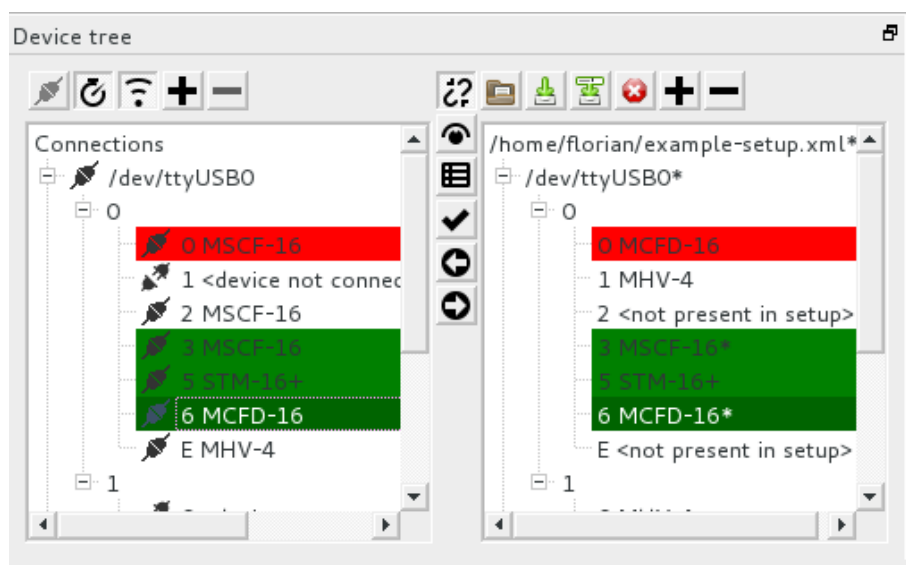 Device tree
Connections
/dev/ttyUSB0
0
0 MSCF-16
1 <device not connec
2 MSCF-16
3 MSCF-16
5 STM-16+
6 MCFD-16
E MHV-4
1
/home/florian/example-setup.xml*
/dev/ttyUSB0*
0
0 MCFD-16
1 MHV-4
2 <not present in setup>
3 MSCF-16*
5 STM-16+
6 MCFD-16*
E <not present in setup>
1